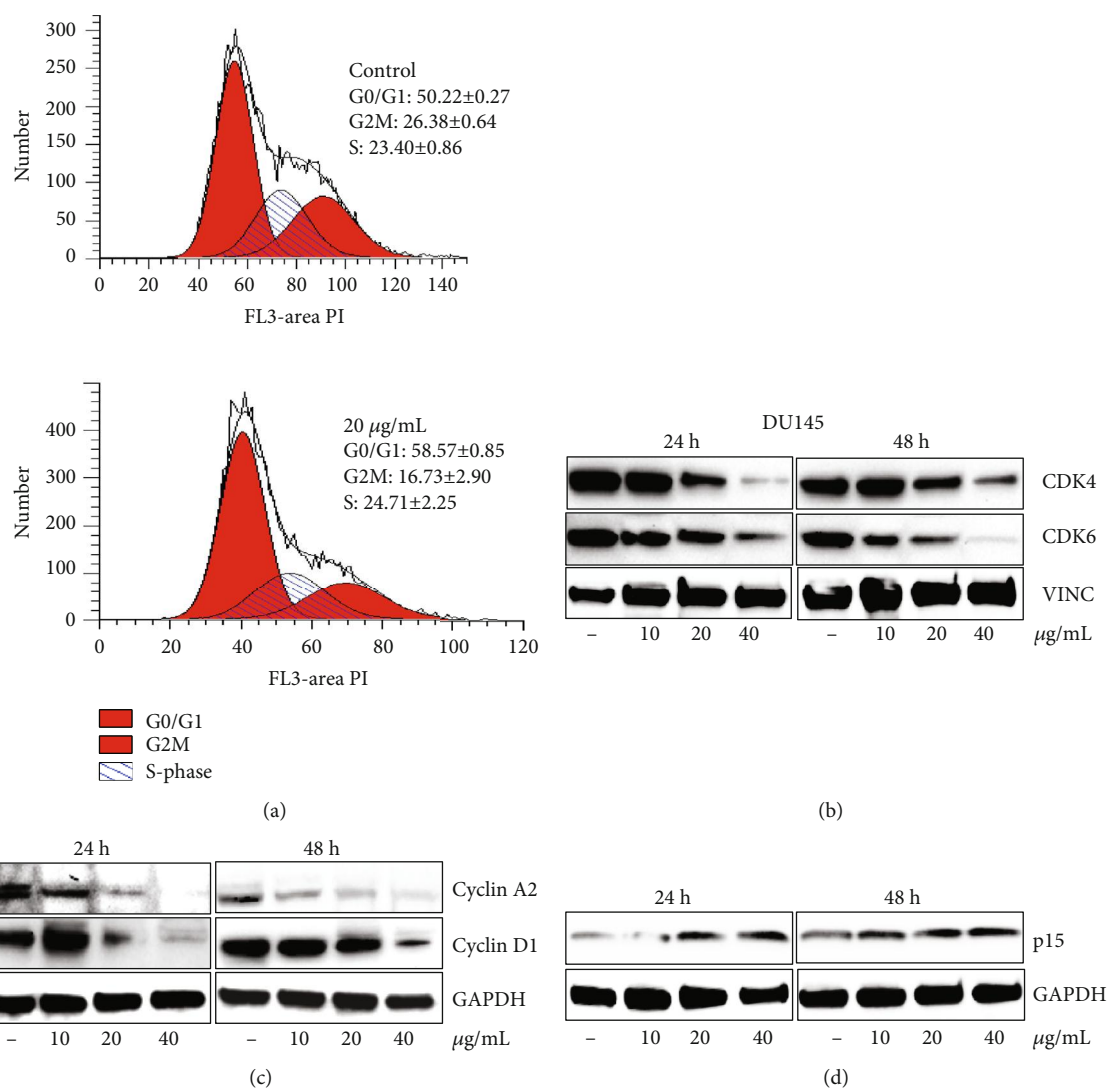 300
250
200
150
100
50
0
Number
Control
G0/G1: 50.22±0.27
G2M: 26.38±0.64
S: 23.40±0.86
0 20 40 60 80 100 120 140
FL3-area PI
400
300
200
100
0
Number
20 μg/mL
G0/G1: 58.57±0.85
G2M: 16.73±2.90
S: 24.71±2.25
0 20 40 60 80 100 120
FL3-area PI
G0/G1
G2M
S-phase
(a)
DU145
24 h 48 h
CDK4
CDK6
VINC
– 10 20 40 – 10 20 40 μg/mL
(b)
24 h 48 h
Cyclin A2
Cyclin D1
GAPDH
– 10 20 40 – 10 20 40 μg/mL
(c)
24 h 48 h
p15
GAPDH
– 10 20 40 – 10 20 40 μg/mL
(d)